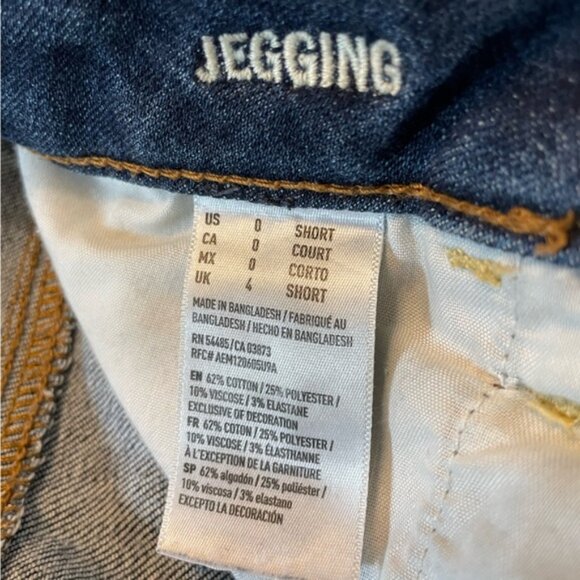 JEGGING
US 0 SHORT
CA 0 COURT
MX 0 CORTO
UK 4 SHORT
MADE IN BANGLADESH / FABRIQUÉ AU
BANGLADESH / HECHO EN BANGLADESH
RN 54485 / CA 03873
RFC# AEM120605U9A
EN 62% COTTON / 25% POLYESTER /
10% VISCOSE / 3% ELASTANE
EXCLUSIVE OF DECORATION
FR 62% COTON / 25% POLYESTER /
10% VISCOSE / 3% ÉLASTHANNE
À L'EXCEPTION DE LA GARNITURE
SP 62% algodón / 25% poliéster /
10% viscosa / 3% elastano
EXCEPTO LA DECORACIÓN